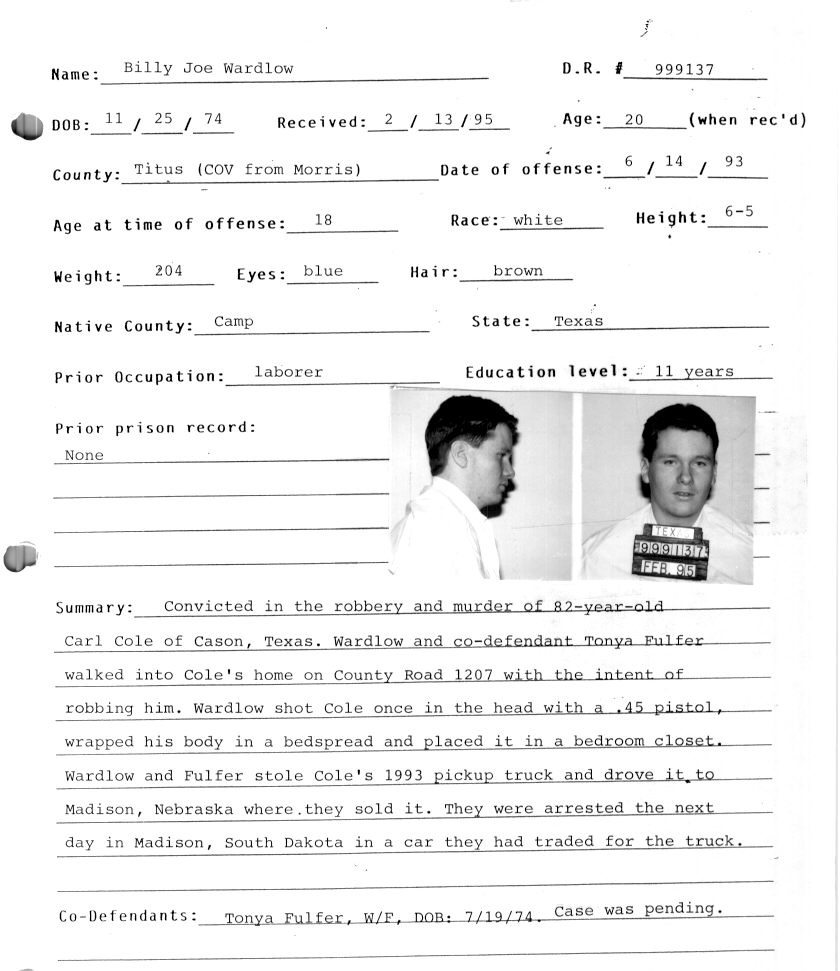 Name: Billy Joe Wardlow D.R. # 999137
DOB: 11 / 25 / 74 Received: 2 / 13 / 95 Age: 20 (when rec'd)
County: Titus (COV from Morris) Date of offense: 6 / 14 / 93
Age at time of offense: 18 Race: white Height: 6-5
Weight: 204 Eyes: blue Hair: brown
Native County: Camp State: Texas
Prior Occupation: laborer Education level: 11 years
Prior prison record:
None
TEX
999137
FEB. 95
Summary: Convicted in the robbery and murder of 82-year-old
Carl Cole of Cason, Texas. Wardlow and co-defendant Tonya Fulfer
walked into Cole's home on County Road 1207 with the intent of
robbing him. Wardlow shot Cole once in the head with a .45 pistol,
wrapped his body in a bedspread and placed it in a bedroom closet.
Wardlow and Fulfer stole Cole's 1993 pickup truck and drove it to
Madison, Nebraska where they sold it. They were arrested the next
day in Madison, South Dakota in a car they had traded for the truck.
Co-Defendants: Tonya Fulfer, W/F, DOB: 7/19/74. Case was pending.